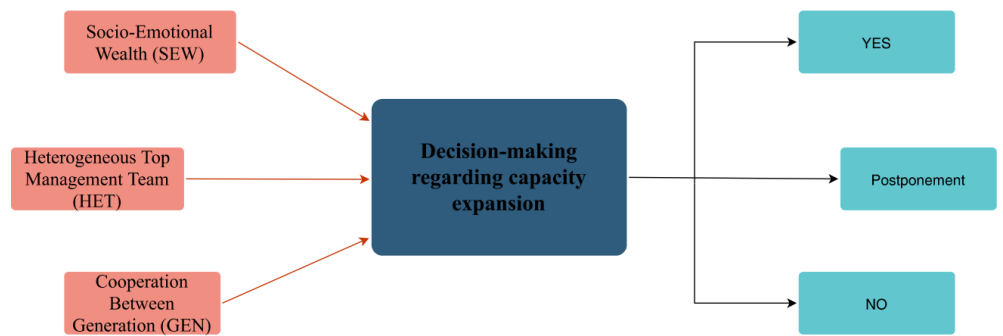 Socio-Emotional
Wealth (SEW)
Heterogeneous Top
Management Team
(HET)
Cooperation
Between
Generation (GEN)
Decision-making
regarding capacity
expansion
YES
Postponement
NO